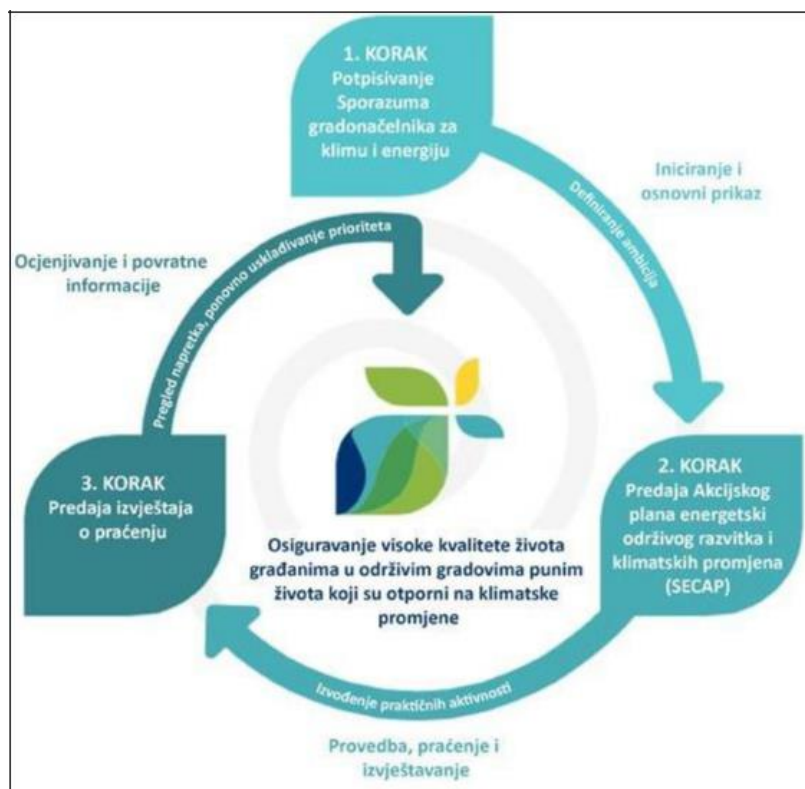 1. KORAK
Potpisivanje
Sporazuma
gradonačelnika za
klimu i energiju
Iniciranje i
osnovni prikaz
Definiranje ambicija
Ocjenjivanje i povratne
informacije
Pregled napretka, ponovno usklađivanje prioriteta
3. KORAK
Predaja izvještaja
o praćenju
2. KORAK
Predaja Akcijskog
plana energetski
održivog razvitka i
klimatskih promjena
(SECAP)
Osiguravanje visoke kvalitete života
građanima u održivim gradovima punim
života koji su otporni na klimatske
promjene
Izvođenje praktičnih aktivnosti
Provedba, praćenje i
izvještavanje